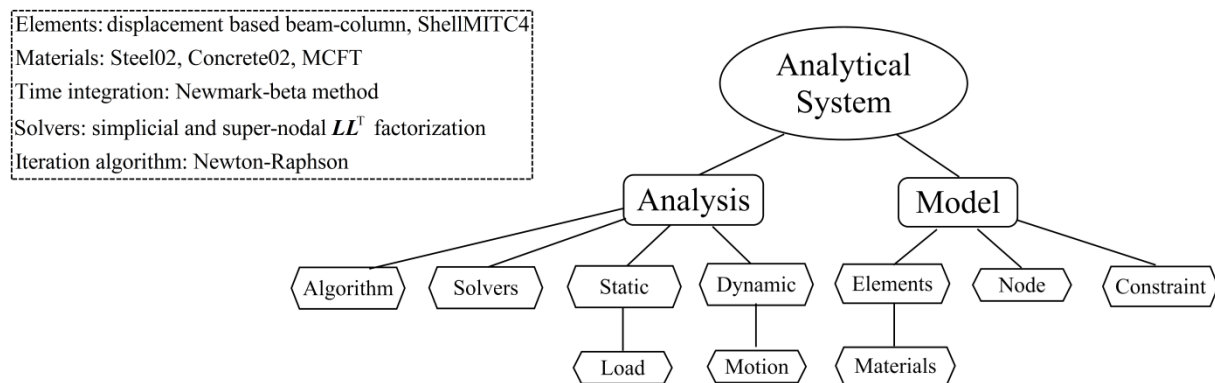 Elements: displacement based beam-column, ShellMITC4
Materials: Steel02, Concrete02, MCFT
Time integration: Newmark-beta method
Solvers: simplicial and super-nodal LLᵀ factorization
Iteration algorithm: Newton-Raphson
Analytical
System
Analysis
Model
Algorithm
Solvers
Static
Dynamic
Elements
Node
Constraint
Load
Motion
Materials